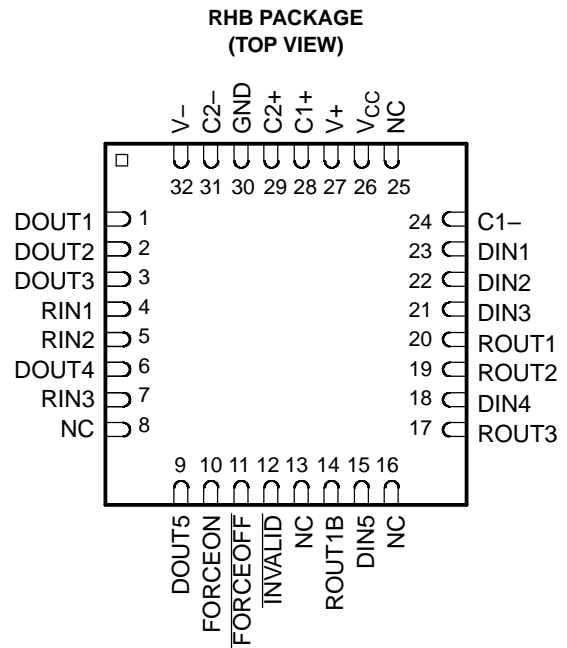 RHB PACKAGE
(TOP VIEW)
V– C2– GND C2+ C1+ V+ VCC NC
32 31 30 29 28 27 26 25
DOUT1 1
DOUT2 2
DOUT3 3
RIN1 4
RIN2 5
DOUT4 6
RIN3 7
NC 8
24 C1–
23 DIN1
22 DIN2
21 DIN3
20 ROUT1
19 ROUT2
18 DIN4
17 ROUT3
9 10 11 12 13 14 15 16
DOUT5 FORCEON FORCEOFF INVALID NC ROUT1B DIN5 NC